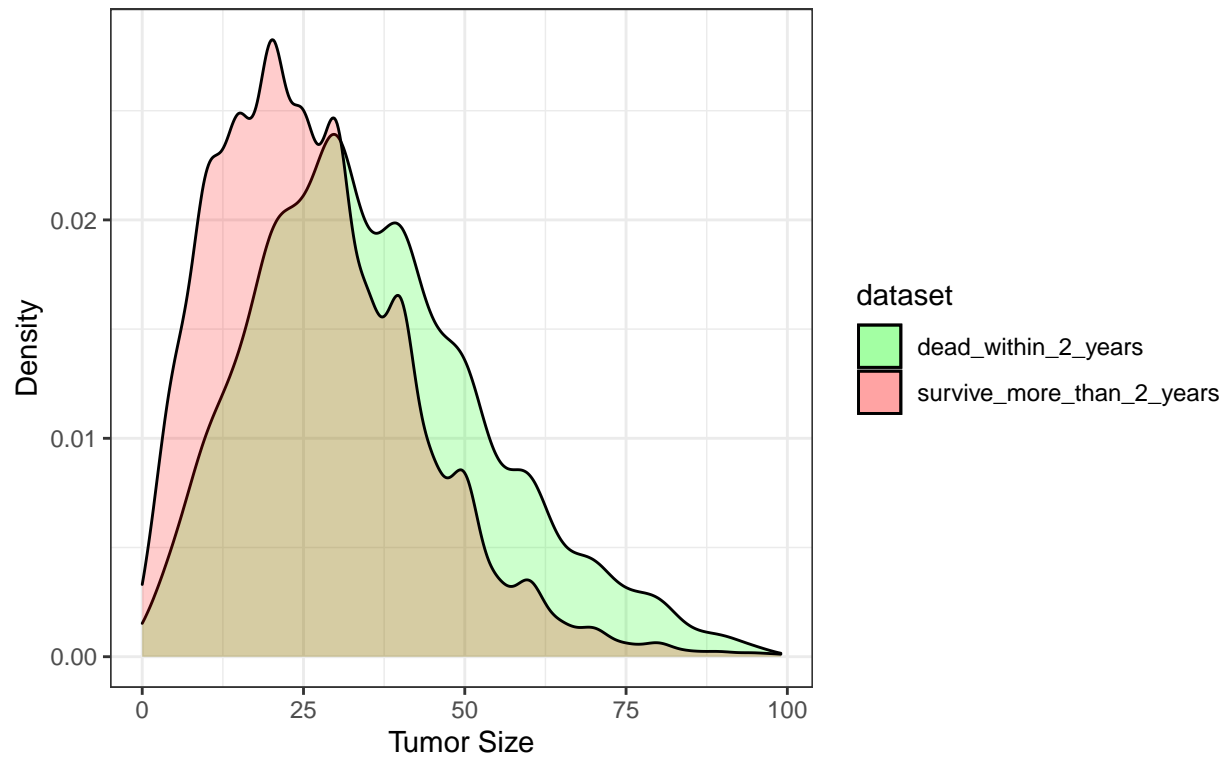 Density
0.02
0.01
0.00
0
25
50
75
100
Tumor Size
dataset
dead_within_2_years
survive_more_than_2_years